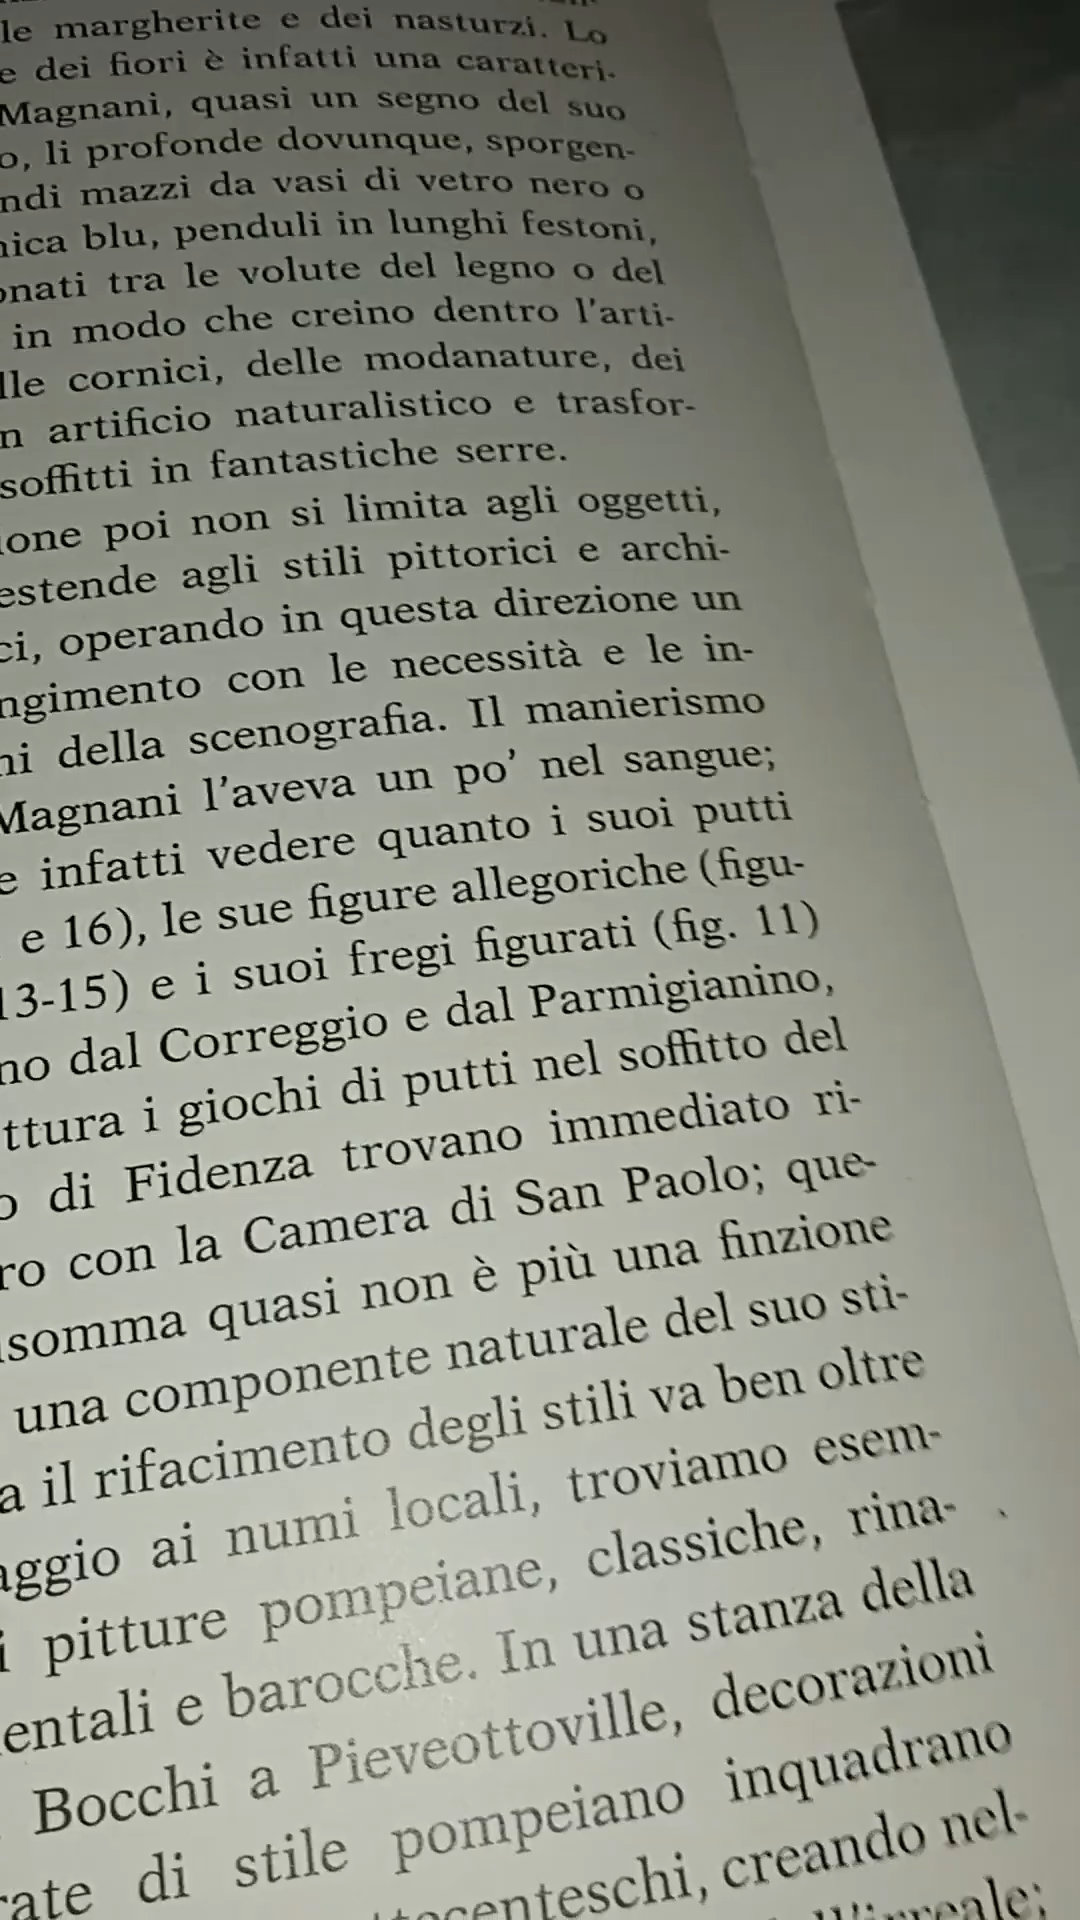 le margherite e dei nasturzi. Lo
e dei fiori è infatti una caratteri-
Magnani, quasi un segno del suo
o, li profonde dovunque, sporgen-
ndi mazzi da vasi di vetro nero o
nica blu, penduli in lunghi festoni,
onati tra le volute del legno o del
in modo che creino dentro l'arti-
lle cornici, delle modanature, dei
n artificio naturalistico e trasfor-
soffitti in fantastiche serre.
ione poi non si limita agli oggetti,
estende agli stili pittorici e archi-
ci, operando in questa direzione un
ngimento con le necessità e le in-
ni della scenografia. Il manierismo
Magnani l'aveva un po' nel sangue;
e infatti vedere quanto i suoi putti
e 16), le sue figure allegoriche (figu-
13-15) e i suoi fregi figurati (fig. 11)
no dal Correggio e dal Parmigianino,
ttura i giochi di putti nel soffitto del
o di Fidenza trovano immediato ri-
ro con la Camera di San Paolo; que-
somma quasi non è più una finzione
una componente naturale del suo sti-
a il rifacimento degli stili va ben oltre
aggio ai numi locali, troviamo esem-
i pitture pompeiane, classiche, rina-
entali e barocche. In una stanza della
Bocchi a Pieveottoville, decorazioni
rate di stile pompeiano inquadrano
ttocenteschi, creando nel-
ll'irreale;